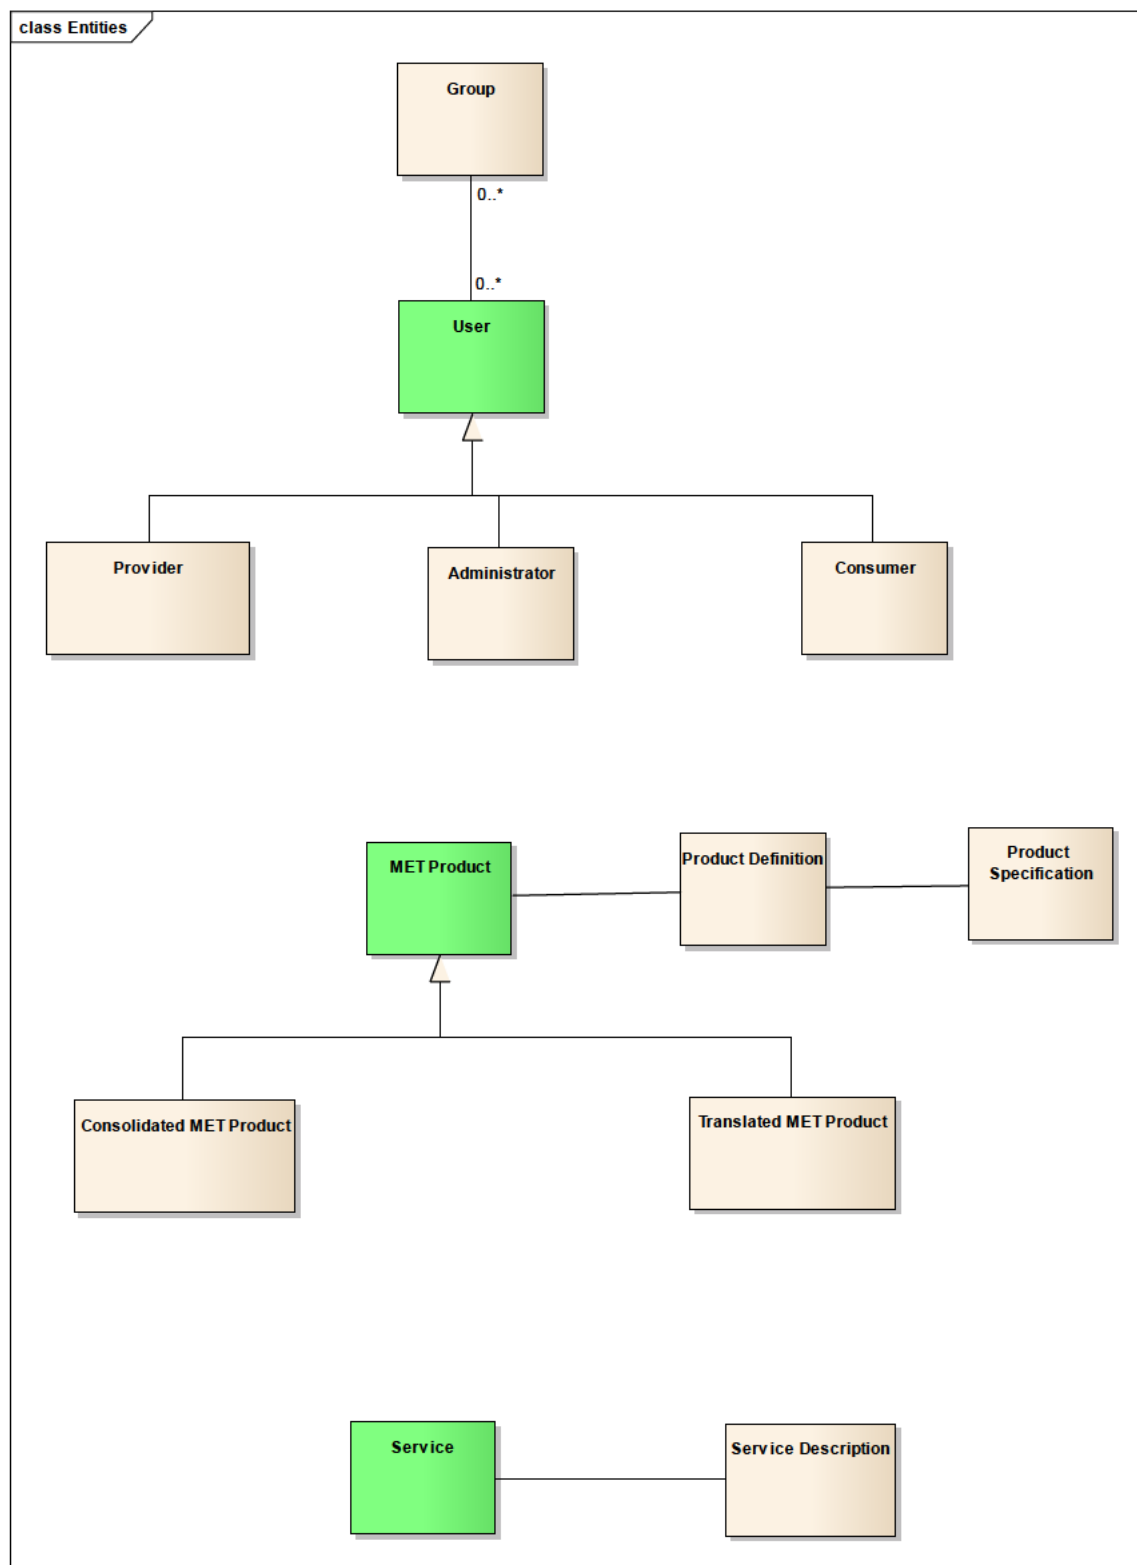 class Entities
Group
0..*
0..*
User
Provider
Administrator
Consumer
MET Product
Product Definition
Product
Specification
Consolidated MET Product
Translated MET Product
Service
Service Description